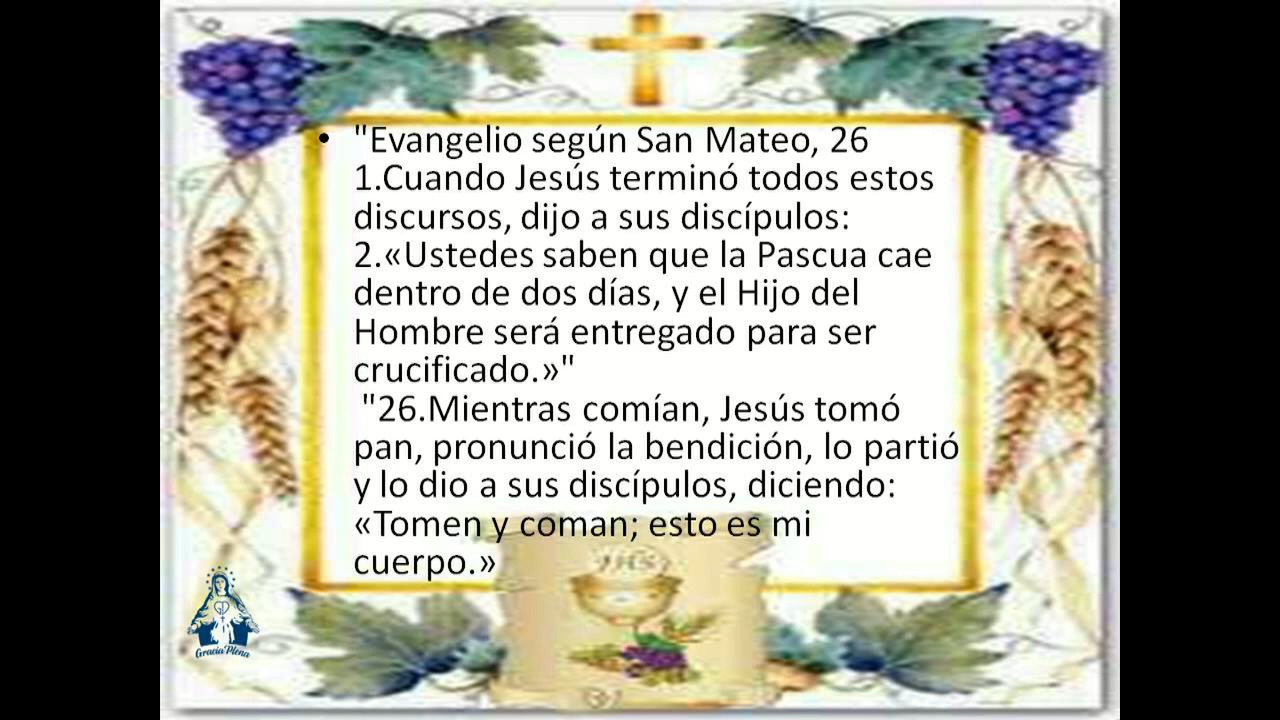 • "Evangelio según San Mateo, 26
1.Cuando Jesús terminó todos estos
discursos, dijo a sus discípulos:
2.«Ustedes saben que la Pascua cae
dentro de dos días, y el Hijo del
Hombre será entregado para ser
crucificado.»"
"26.Mientras comían, Jesús tomó
pan, pronunció la bendición, lo partió
y lo dio a sus discípulos, diciendo:
«Tomen y coman; esto es mi
cuerpo.»
JHS
Gracia Plena